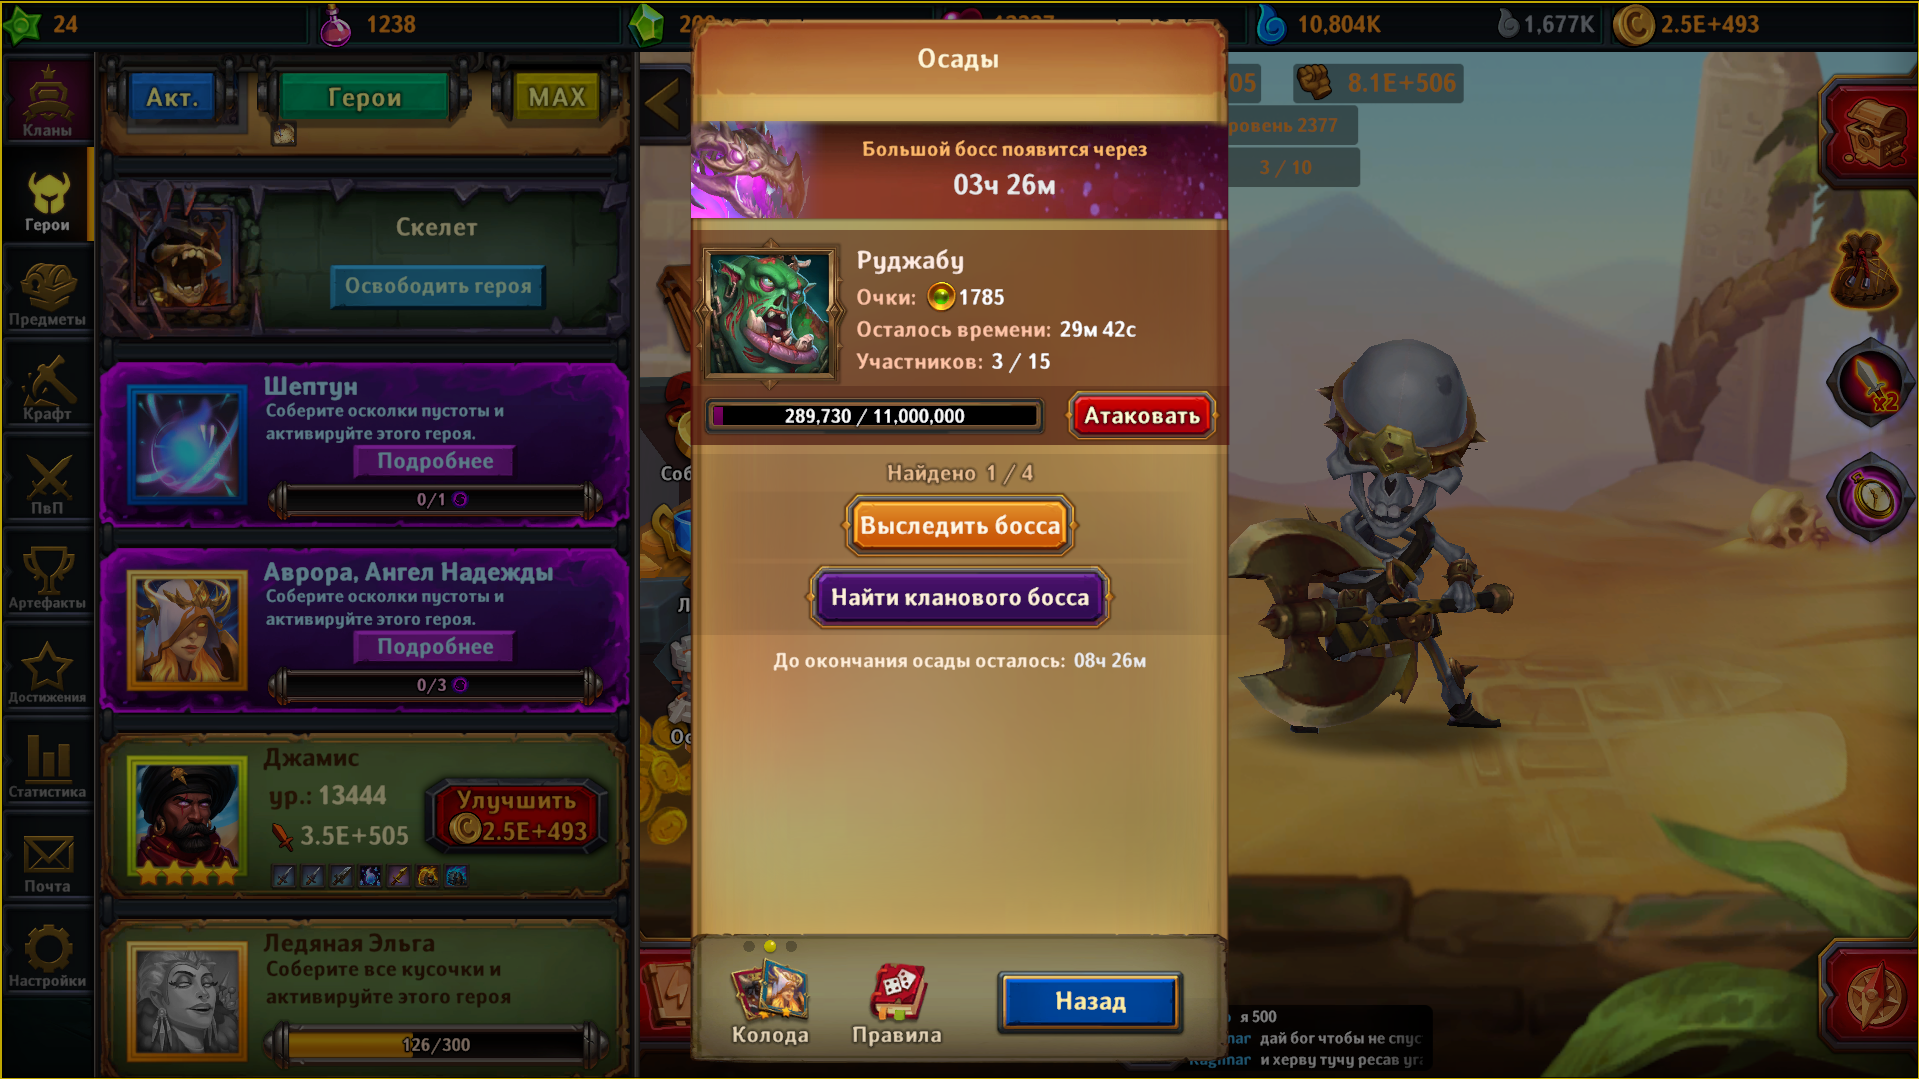 24
1238
10,804K
1,677K
2.5E+493
Кланы
Герои
Предметы
Крафт
ПвП
Артефакты
Достижения
Статистика
Почта
Настройки
Акт.
Герои
MAX
Скелет
Освободить героя
Шептун
Соберите осколки пустоты и
активируйте этого героя.
Подробнее
0/1
Аврора, Ангел Надежды
Соберите осколки пустоты и
активируйте этого героя.
Подробнее
0/3
Джамис
ур.: 13444
3.5E+505
Улучшить
2.5E+493
Ледяная Эльга
Соберите все кусочки и
активируйте этого героя
126/300
Осады
Большой босс появится через
03ч 26м
Руджабу
Очки: 1785
Осталось времени: 29м 42с
Участников: 3 / 15
289,730 / 11,000,000
Атаковать
Найдено 1 / 4
Выследить босса
Найти кланового босса
До окончания осады осталось: 08ч 26м
Колода
Правила
Назад
05
8.1E+506
ровень 2377
3 / 10
x2
я 500
дай бог чтобы не спус
и херву тучу ресав уга